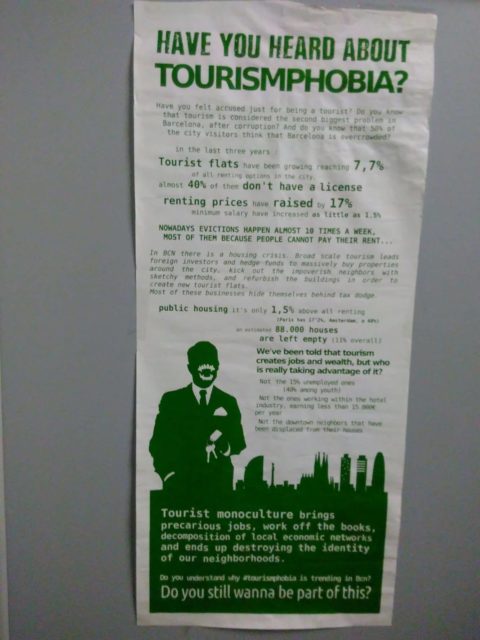 HAVE YOU HEARD ABOUT
TOURISMPHOBIA?
Have you felt accused just for being a tourist? Do you know
that tourism is considered the second biggest problem in
Barcelona, after corruption? And do you know that 58% of
the city visitors think that Barcelona is overcrowded?
in the last three years :
Tourist flats have been growing reaching 7,7%
of all renting options in the city.
almost 40% of them don't have a license
renting prices have raised by 17%
minimum salary have increased as little as 1.5%
NOWADAYS EVICTIONS HAPPEN ALMOST 10 TIMES A WEEK,
MOST OF THEM BECAUSE PEOPLE CANNOT PAY THEIR RENT...
In BCN there is a housing crisis. Broad scale tourism leads
foreign investors and hedge funds to massively buy properties
around the city, kick out the impoverish neighbors with
sketchy methods, and refurbish the buildings in order to
create new tourist flats.
Most of these businesses hide themselves behind tax dodge.
public housing it's only 1,5% above all renting
(Paris has 17'2%, Amsterdam, a 48%)
an estimated 88.000 houses
are left empty (11% overall)
We've been told that tourism
creates jobs and wealth, but who
is really taking advantage of it?
Not the 15% unemployed ones
(40% among youth)
Not the ones working within the hotel
industry, earning less than 15.000€
per year
Not the downtown neighbors that have
been displaced from their houses
Tourist monoculture brings
precarious jobs, work off the books,
decomposition of local economic networks
and ends up destroying the identity
of our neighborhoods.
Do you understand why #tourismphobia is trending in Bcn?
Do you still wanna be part of this?